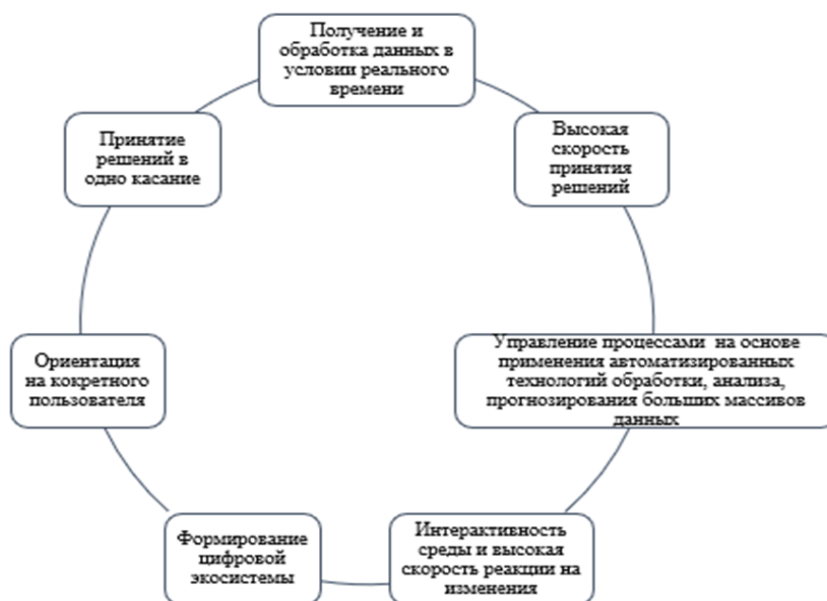 Получение и
обработка данных в
условии реального
времени
Высокая
скорость
принятия
решений
Управление процессами на основе
применения автоматизированных
технологий обработки, анализа,
прогнозирования больших массивов
данных
Интерактивность
среды и высокая
скорость реакции на
изменения
Формирование
цифровой
экосистемы
Ориентация
на кокретного
пользователя
Принятие
решений в
одно касание